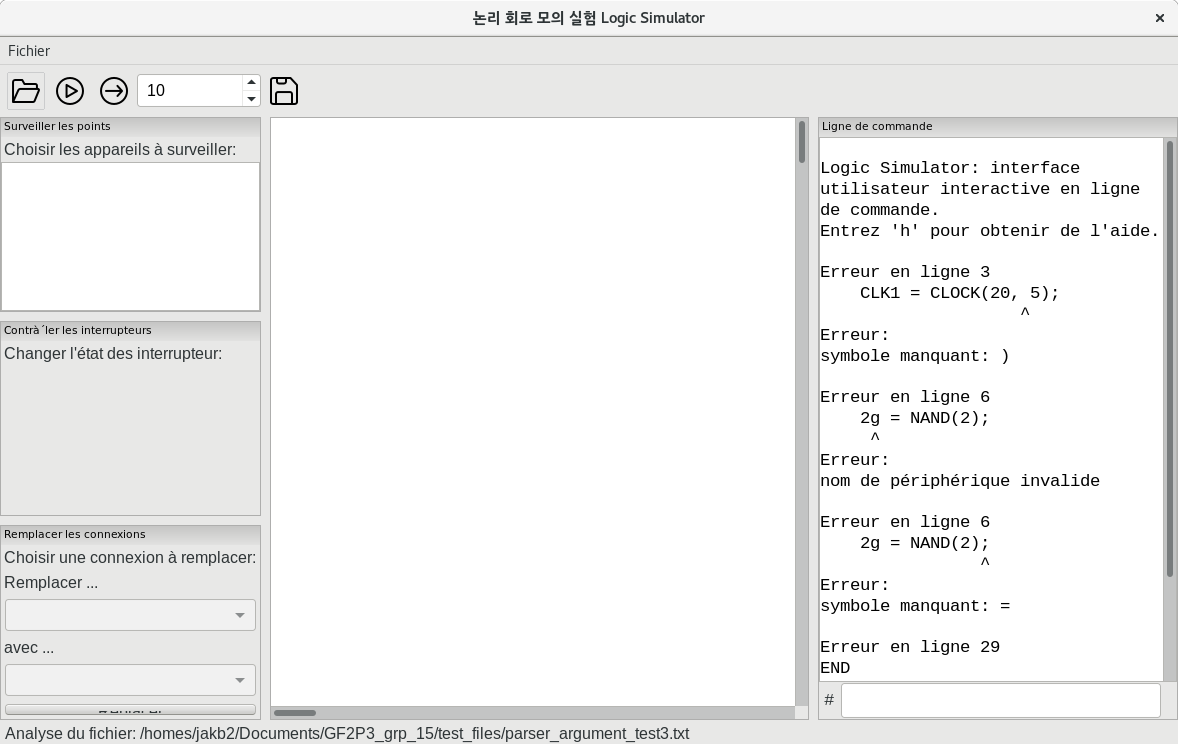 논리 회로 모의 실험 Logic Simulator
Fichier
10
Surveiller les points
Choisir les appareils à surveiller:
Contrà´ler les interrupteurs
Changer l'état des interrupteur:
Remplacer les connexions
Choisir une connexion à remplacer:
Remplacer ...
avec ...
Ligne de commande
Logic Simulator: interface
utilisateur interactive en ligne
de commande.
Entrez 'h' pour obtenir de l'aide.
Erreur en ligne 3
CLK1 = CLOCK(20, 5);
^
Erreur:
symbole manquant: )
Erreur en ligne 6
2g = NAND(2);
^
Erreur:
nom de périphérique invalide
Erreur en ligne 6
2g = NAND(2);
^
Erreur:
symbole manquant: =
Erreur en ligne 29
END
#
Analyse du fichier: /homes/jakb2/Documents/GF2P3_grp_15/test_files/parser_argument_test3.txt